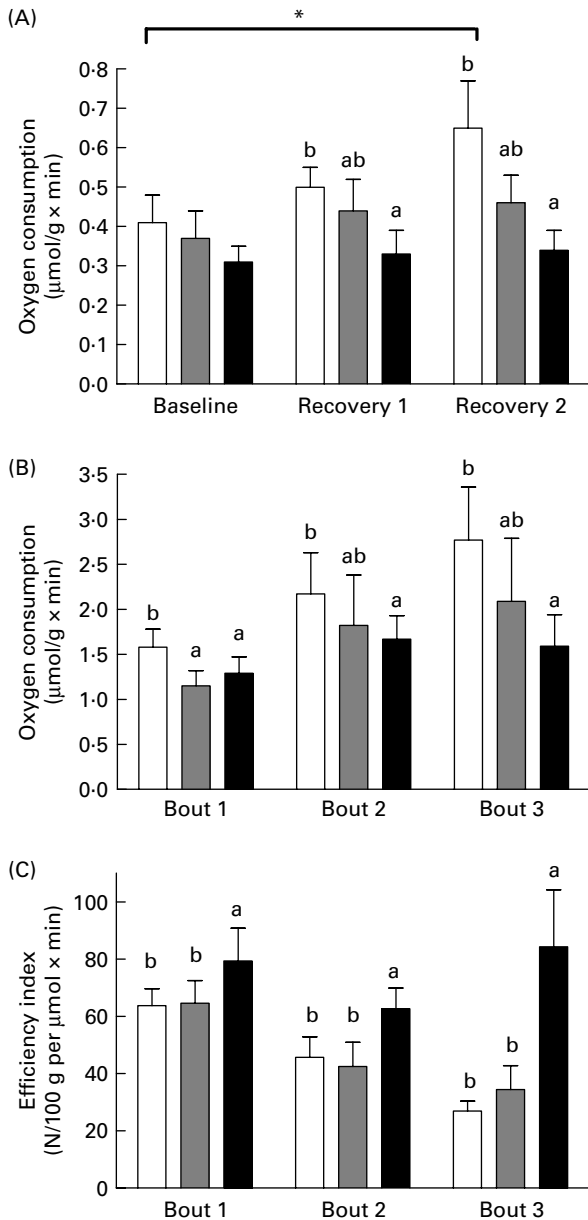 (A)
*
Oxygen consumption
(μmol/g × min)
0·8
0·7
0·6
0·5
0·4
0·3
0·2
0·1
0·0
b
ab
a
b
ab
a
Baseline
Recovery 1
Recovery 2
(B)
Oxygen consumption
(μmol/g × min)
3·5
3·0
2·5
2·0
1·5
1·0
0·5
0·0
b
a
a
b
ab
a
b
ab
a
Bout 1
Bout 2
Bout 3
(C)
Efficiency index
(N/100 g per μmol × min)
100
80
60
40
20
0
b
b
a
b
b
a
b
b
a
Bout 1
Bout 2
Bout 3